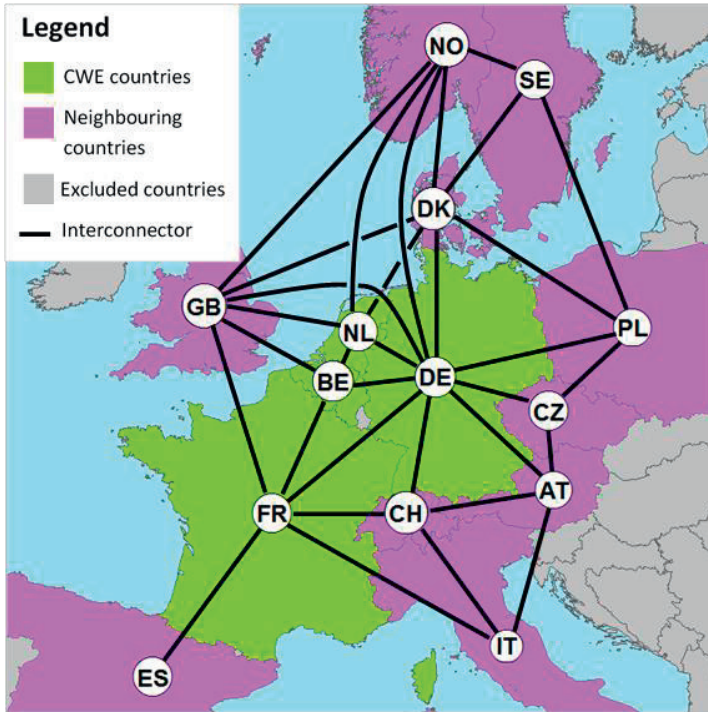 Legend
CWE countries
Neighbouring
countries
Excluded countries
Interconnector
NO
SE
DK
GB
NL
PL
BE
DE
CZ
AT
FR
CH
IT
ES